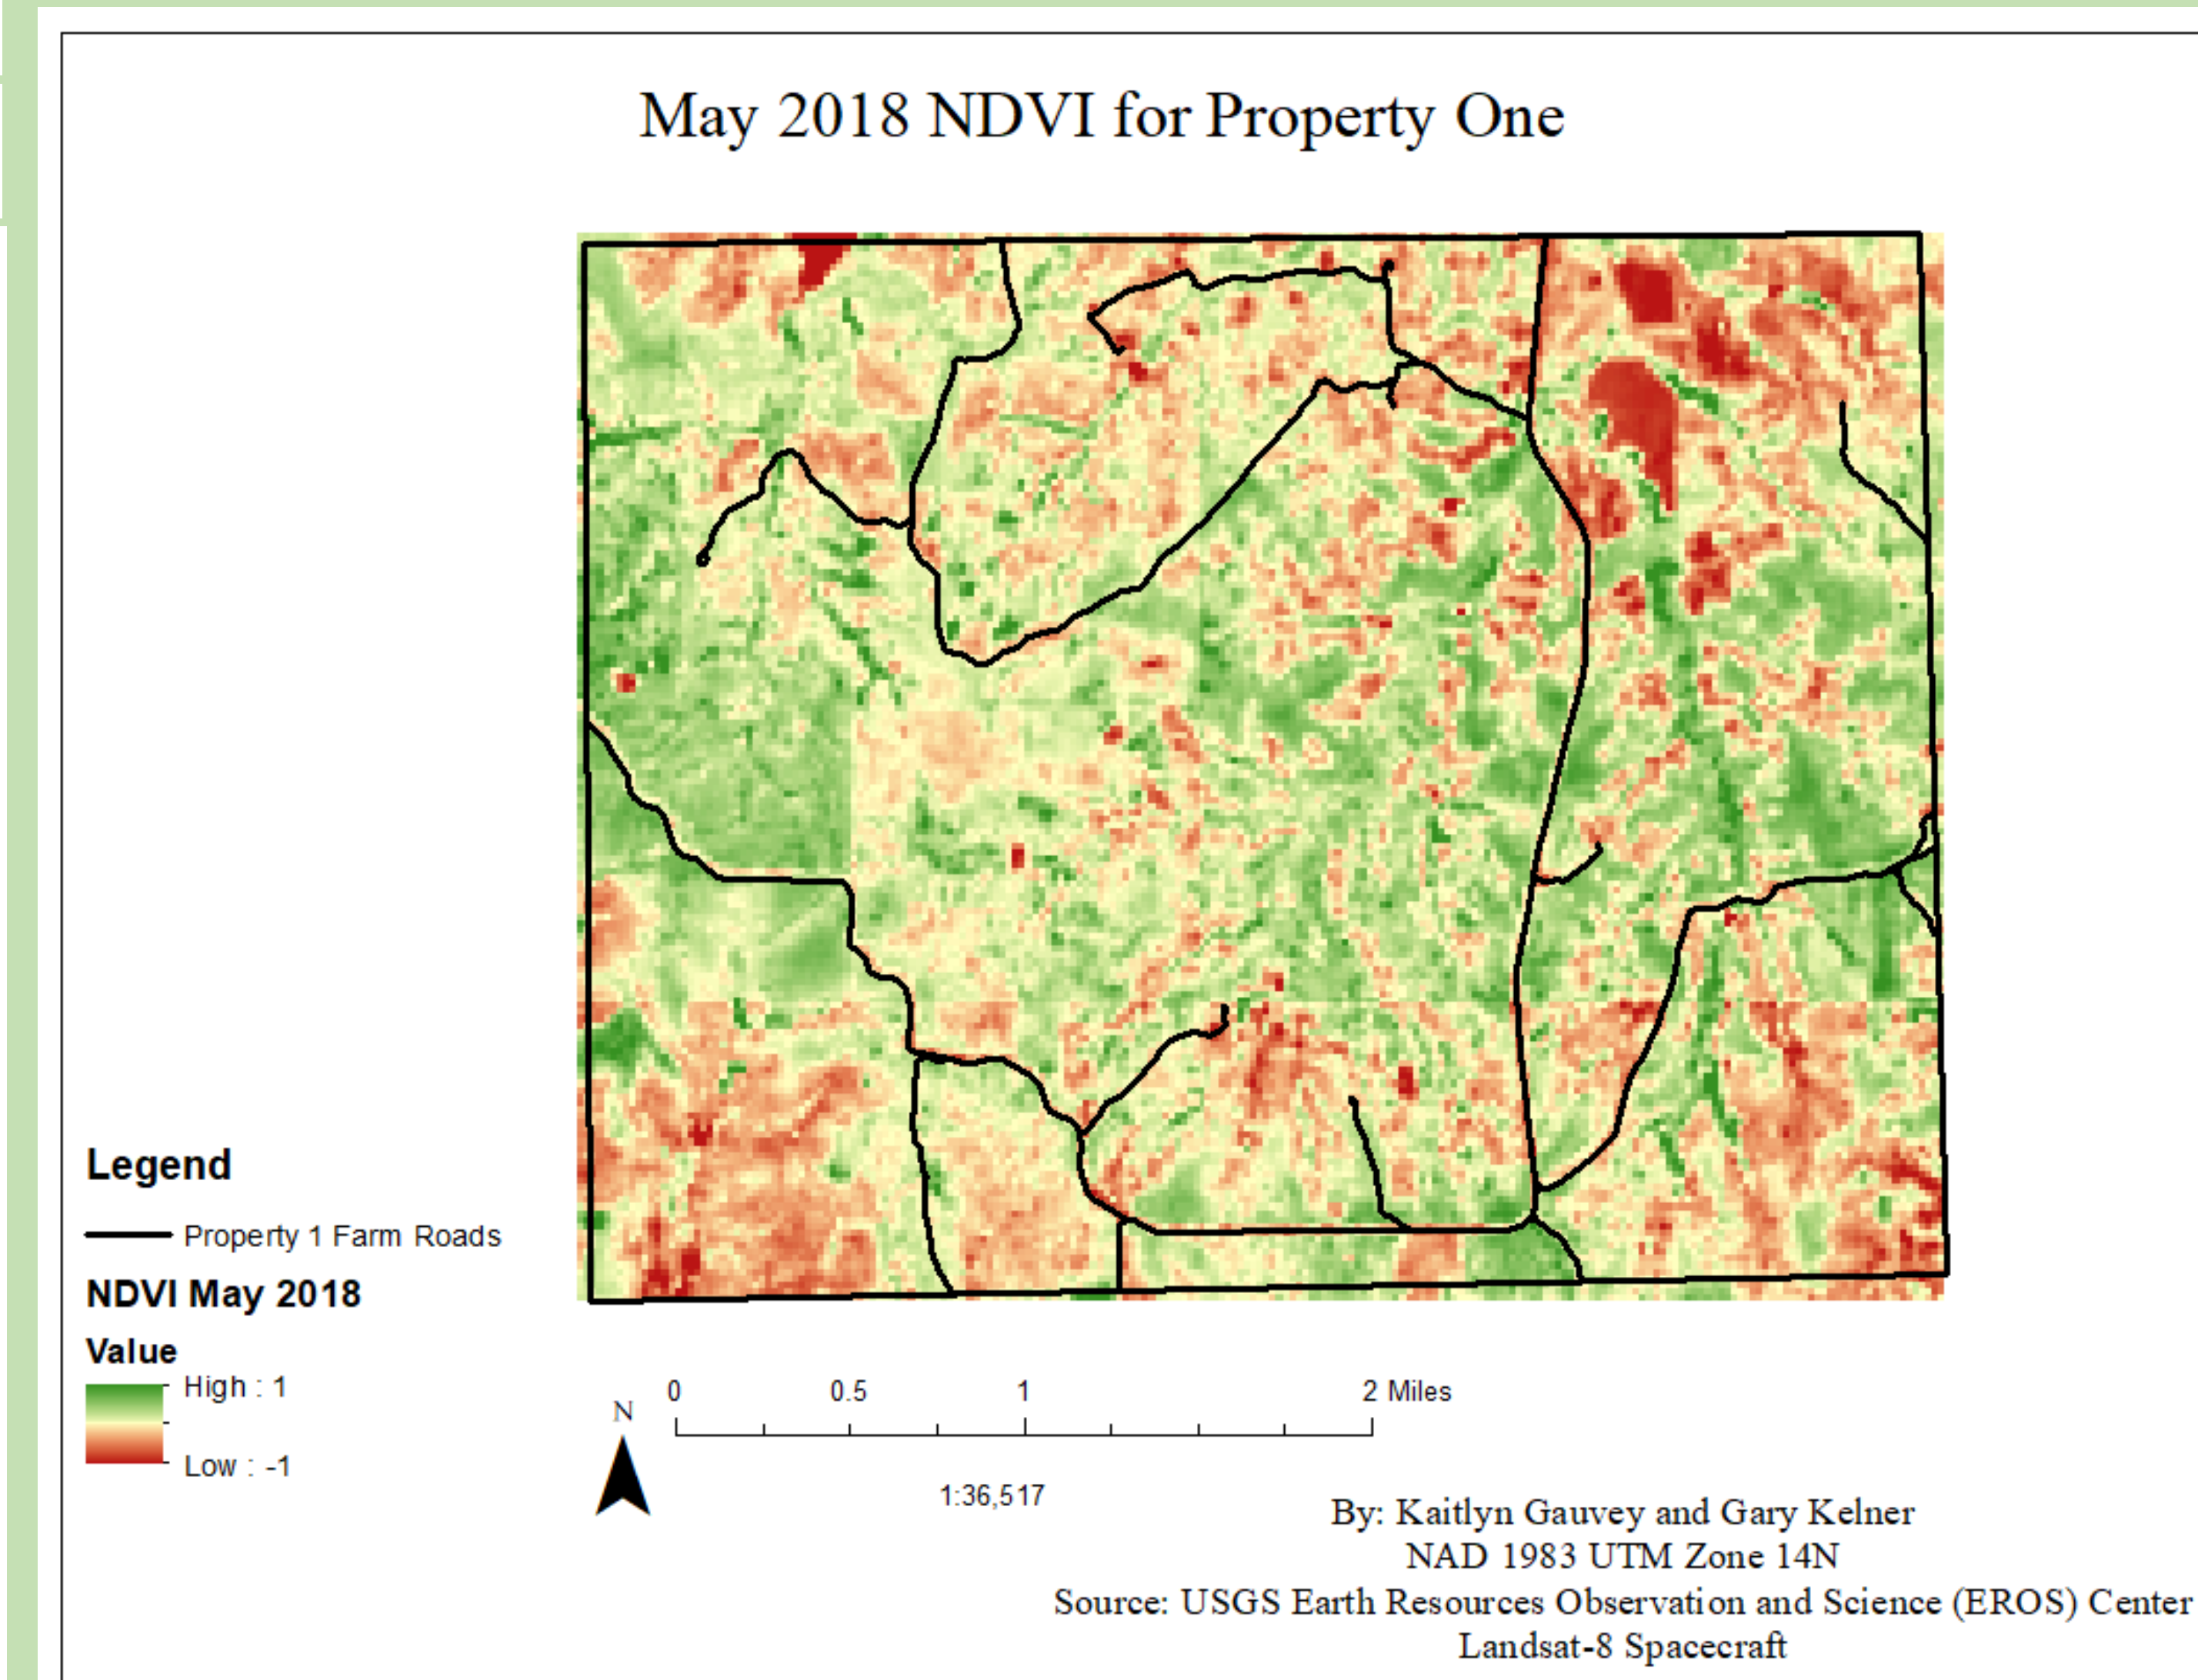 May 2018 NDVI for Property One
Legend
Property 1 Farm Roads
NDVI May 2018
Value
High : 1
Low : -1
0 0.5 1 2 Miles
N
1:36,517
By: Kaitlyn Gauvey and Gary Kelner
NAD 1983 UTM Zone 14N
Source: USGS Earth Resources Observation and Science (EROS) Center
Landsat-8 Spacecraft